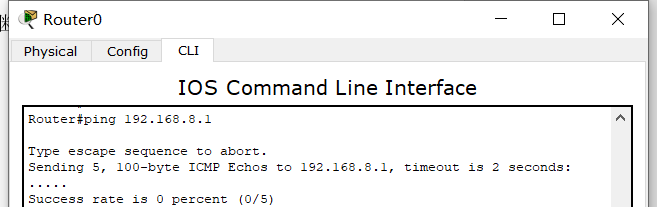 Router0
Physical Config CLI
IOS Command Line Interface
Router#ping 192.168.8.1
Type escape sequence to abort.
Sending 5, 100-byte ICMP Echos to 192.168.8.1, timeout is 2 seconds:
.....
Success rate is 0 percent (0/5)